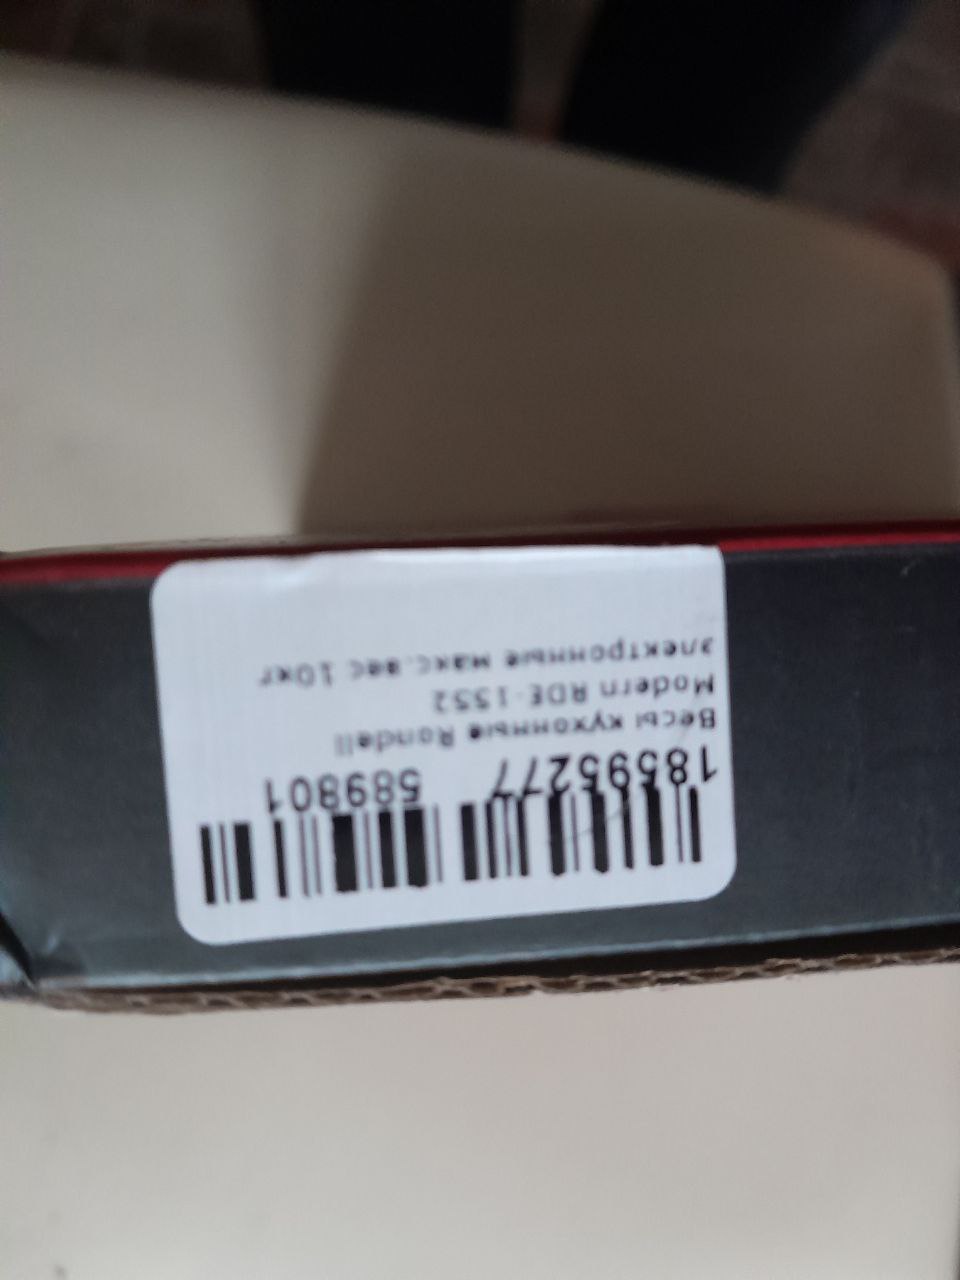 18595277 589801
Весы кухонные Rondell
Modern RDE-1552
электронные макс.вес 10кг